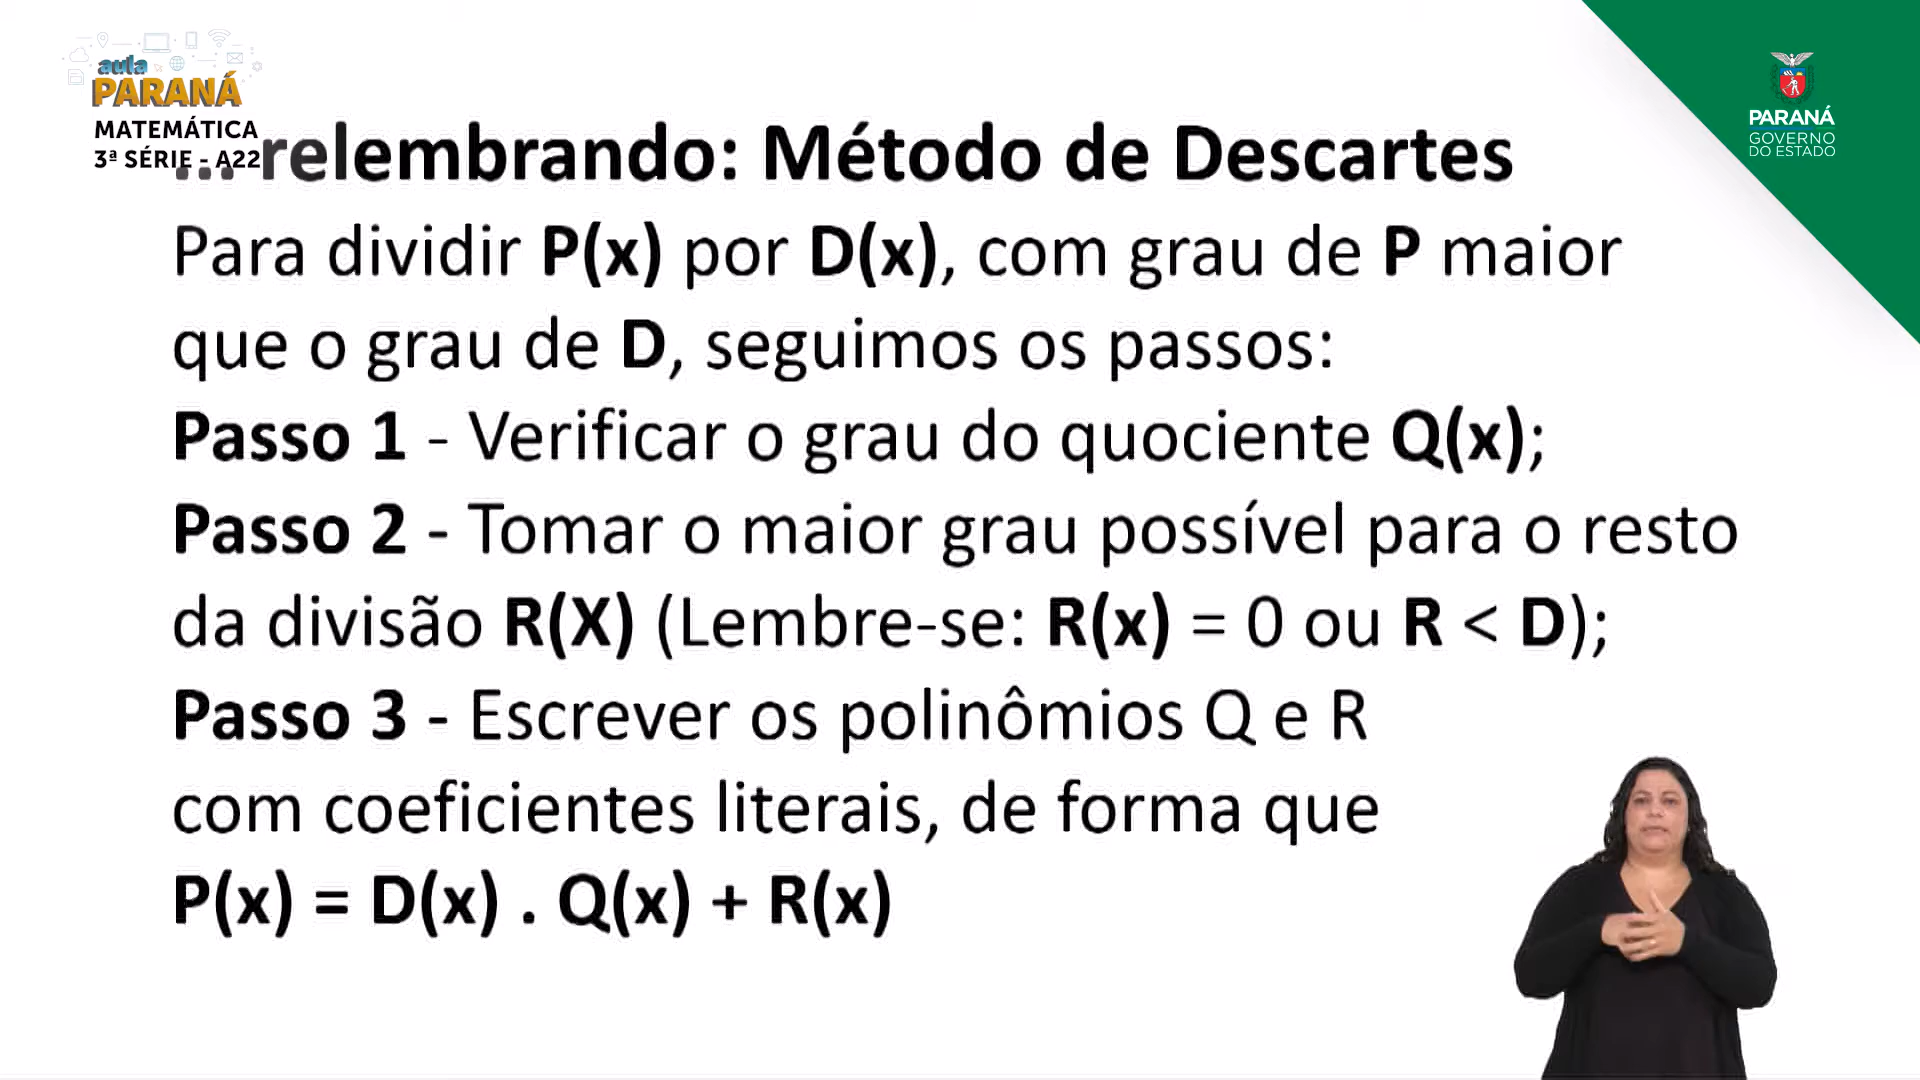 aula
PARANÁ
MATEMÁTICA
3ª SÉRIE - A22
... relembrando: Método de Descartes
Para dividir P(x) por D(x), com grau de P maior
que o grau de D, seguimos os passos:
Passo 1 - Verificar o grau do quociente Q(x);
Passo 2 - Tomar o maior grau possível para o resto
da divisão R(X) (Lembre-se: R(x) = 0 ou R < D);
Passo 3 - Escrever os polinômios Q e R
com coeficientes literais, de forma que
P(x) = D(x) . Q(x) + R(x)
PARANÁ
GOVERNO
DO ESTADO